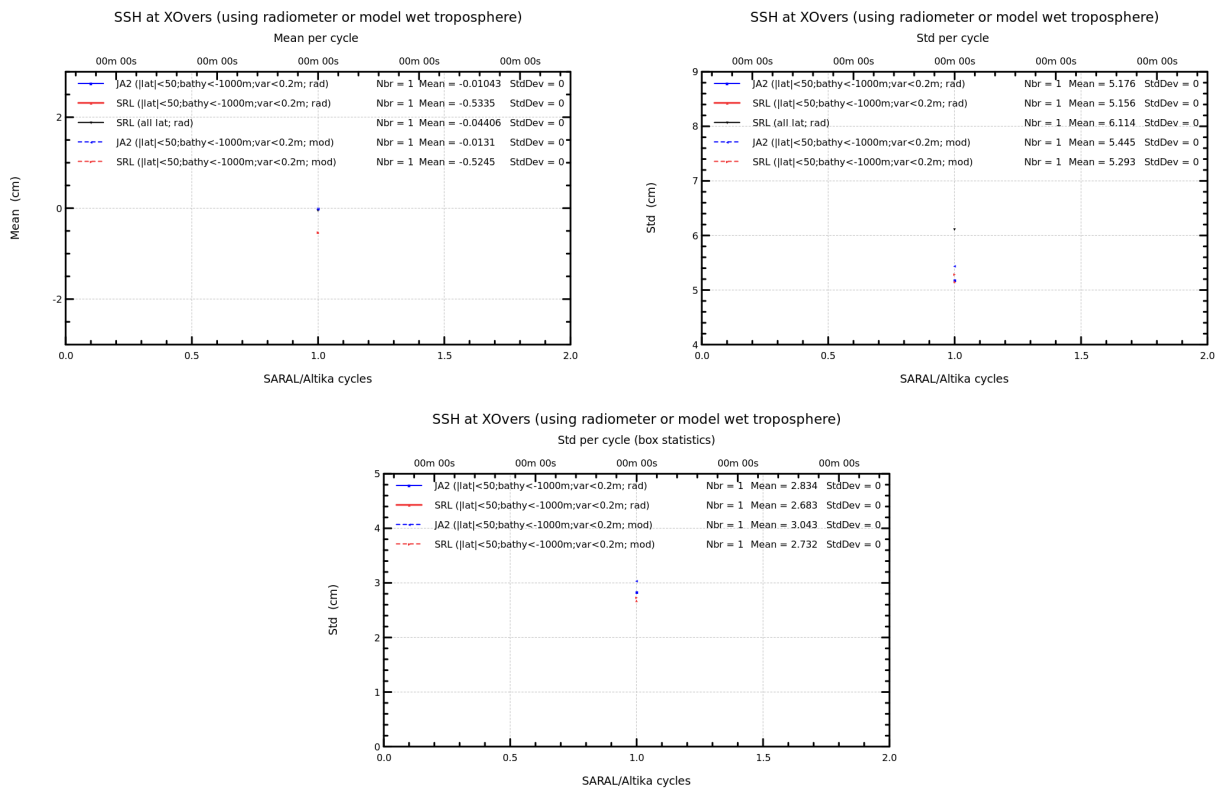 SSH at XOvers (using radiometer or model wet troposphere)
Mean per cycle
00m 00s 00m 00s 00m 00s 00m 00s 00m 00s
JA2 (|lat|<50;bathy<-1000m;var<0.2m; rad) Nbr = 1 Mean = -0.01043 StdDev = 0
SRL (|lat|<50;bathy<-1000m;var<0.2m; rad) Nbr = 1 Mean = -0.5335 StdDev = 0
SRL (all lat; rad) Nbr = 1 Mean = -0.04406 StdDev = 0
JA2 (|lat|<50;bathy<-1000m;var<0.2m; mod) Nbr = 1 Mean = -0.0131 StdDev = 0
SRL (|lat|<50;bathy<-1000m;var<0.2m; mod) Nbr = 1 Mean = -0.5245 StdDev = 0
2
0
-2
Mean (cm)
0.0 0.5 1.0 1.5 2.0
SARAL/Altika cycles
SSH at XOvers (using radiometer or model wet troposphere)
Std per cycle
00m 00s 00m 00s 00m 00s 00m 00s 00m 00s
JA2 (|lat|<50;bathy<-1000m;var<0.2m; rad) Nbr = 1 Mean = 5.176 StdDev = 0
SRL (|lat|<50;bathy<-1000m;var<0.2m; rad) Nbr = 1 Mean = 5.156 StdDev = 0
SRL (all lat; rad) Nbr = 1 Mean = 6.114 StdDev = 0
JA2 (|lat|<50;bathy<-1000m;var<0.2m; mod) Nbr = 1 Mean = 5.445 StdDev = 0
SRL (|lat|<50;bathy<-1000m;var<0.2m; mod) Nbr = 1 Mean = 5.293 StdDev = 0
9
8
7
6
5
4
Std (cm)
0.0 0.5 1.0 1.5 2.0
SARAL/Altika cycles
SSH at XOvers (using radiometer or model wet troposphere)
Std per cycle (box statistics)
00m 00s 00m 00s 00m 00s 00m 00s 00m 00s
JA2 (|lat|<50;bathy<-1000m;var<0.2m; rad) Nbr = 1 Mean = 2.834 StdDev = 0
SRL (|lat|<50;bathy<-1000m;var<0.2m; rad) Nbr = 1 Mean = 2.683 StdDev = 0
JA2 (|lat|<50;bathy<-1000m;var<0.2m; mod) Nbr = 1 Mean = 3.043 StdDev = 0
SRL (|lat|<50;bathy<-1000m;var<0.2m; mod) Nbr = 1 Mean = 2.732 StdDev = 0
5
4
3
2
1
0
Std (cm)
0.0 0.5 1.0 1.5 2.0
SARAL/Altika cycles